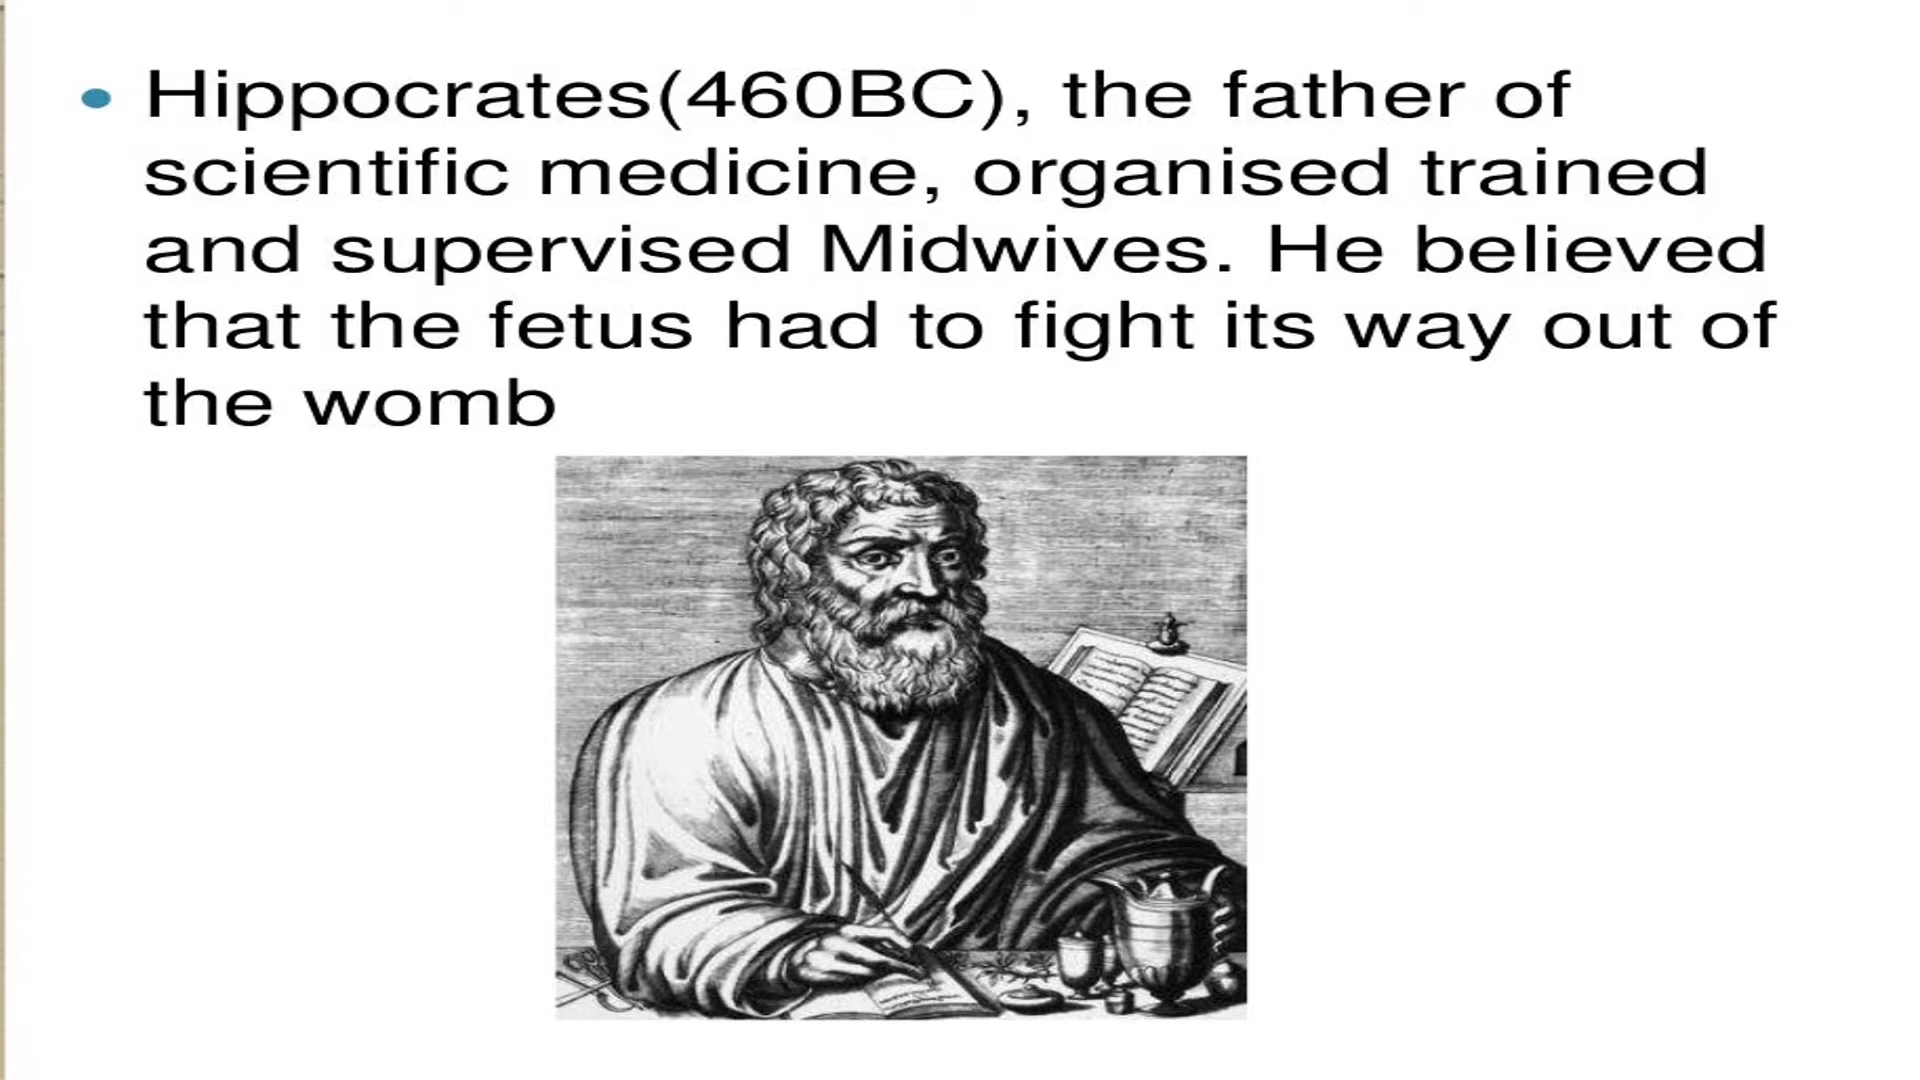 • Hippocrates(460BC), the father of
scientific medicine, organised trained
and supervised Midwives. He believed
that the fetus had to fight its way out of
the womb